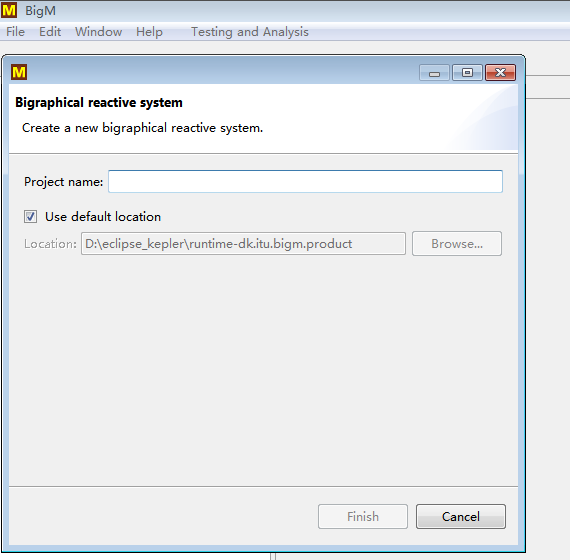 M BigM
File Edit Window Help Testing and Analysis
M
Bigraphical reactive system
Create a new bigraphical reactive system.
Project name:
Use default location
Location: D:\eclipse_kepler\runtime-dk.itu.bigm.product Browse...
Finish Cancel